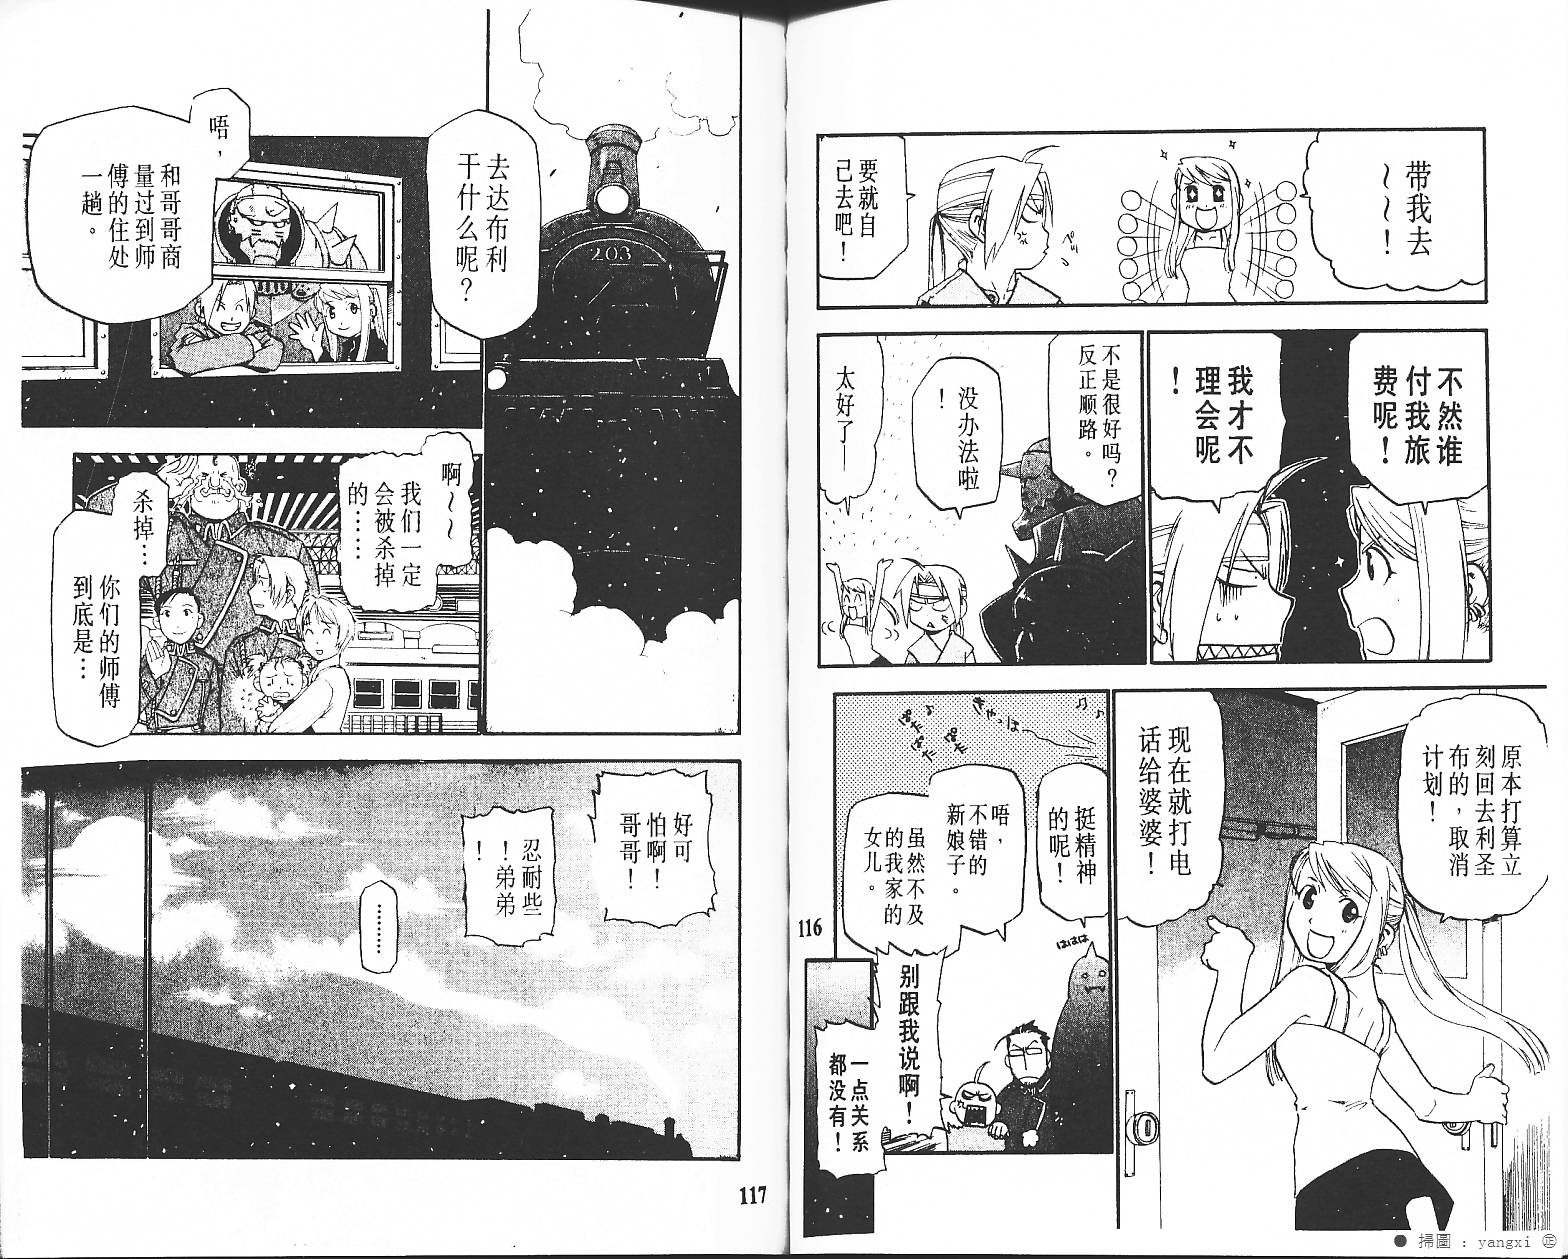 带我去
～～！
要就自
己去吧！
不然谁
付我旅
费呢！
我才不
理会呢
！
不是很好吗？
反正顺路。
没办法啦
！
太好了—
原本打算立
刻回去利圣
布的，取消
计划！
现在就打电
话给婆婆！
挺精神
的呢！
唔，
不错的
新娘子。
虽然不及
的我家的
女儿。
ははは
别跟我说啊！
一点关系
都没有！
116
203
去达布利
干什么呢？
唔，
和哥哥商
量过到师
傅的住处
一趟。
啊～～
我们一定
会被杀掉
的……
杀掉…
你们的师傅
到底是…
好可
怕啊！
哥哥！
忍耐些
！弟弟
！
………
117
● 掃圖 : yangxi ㊣